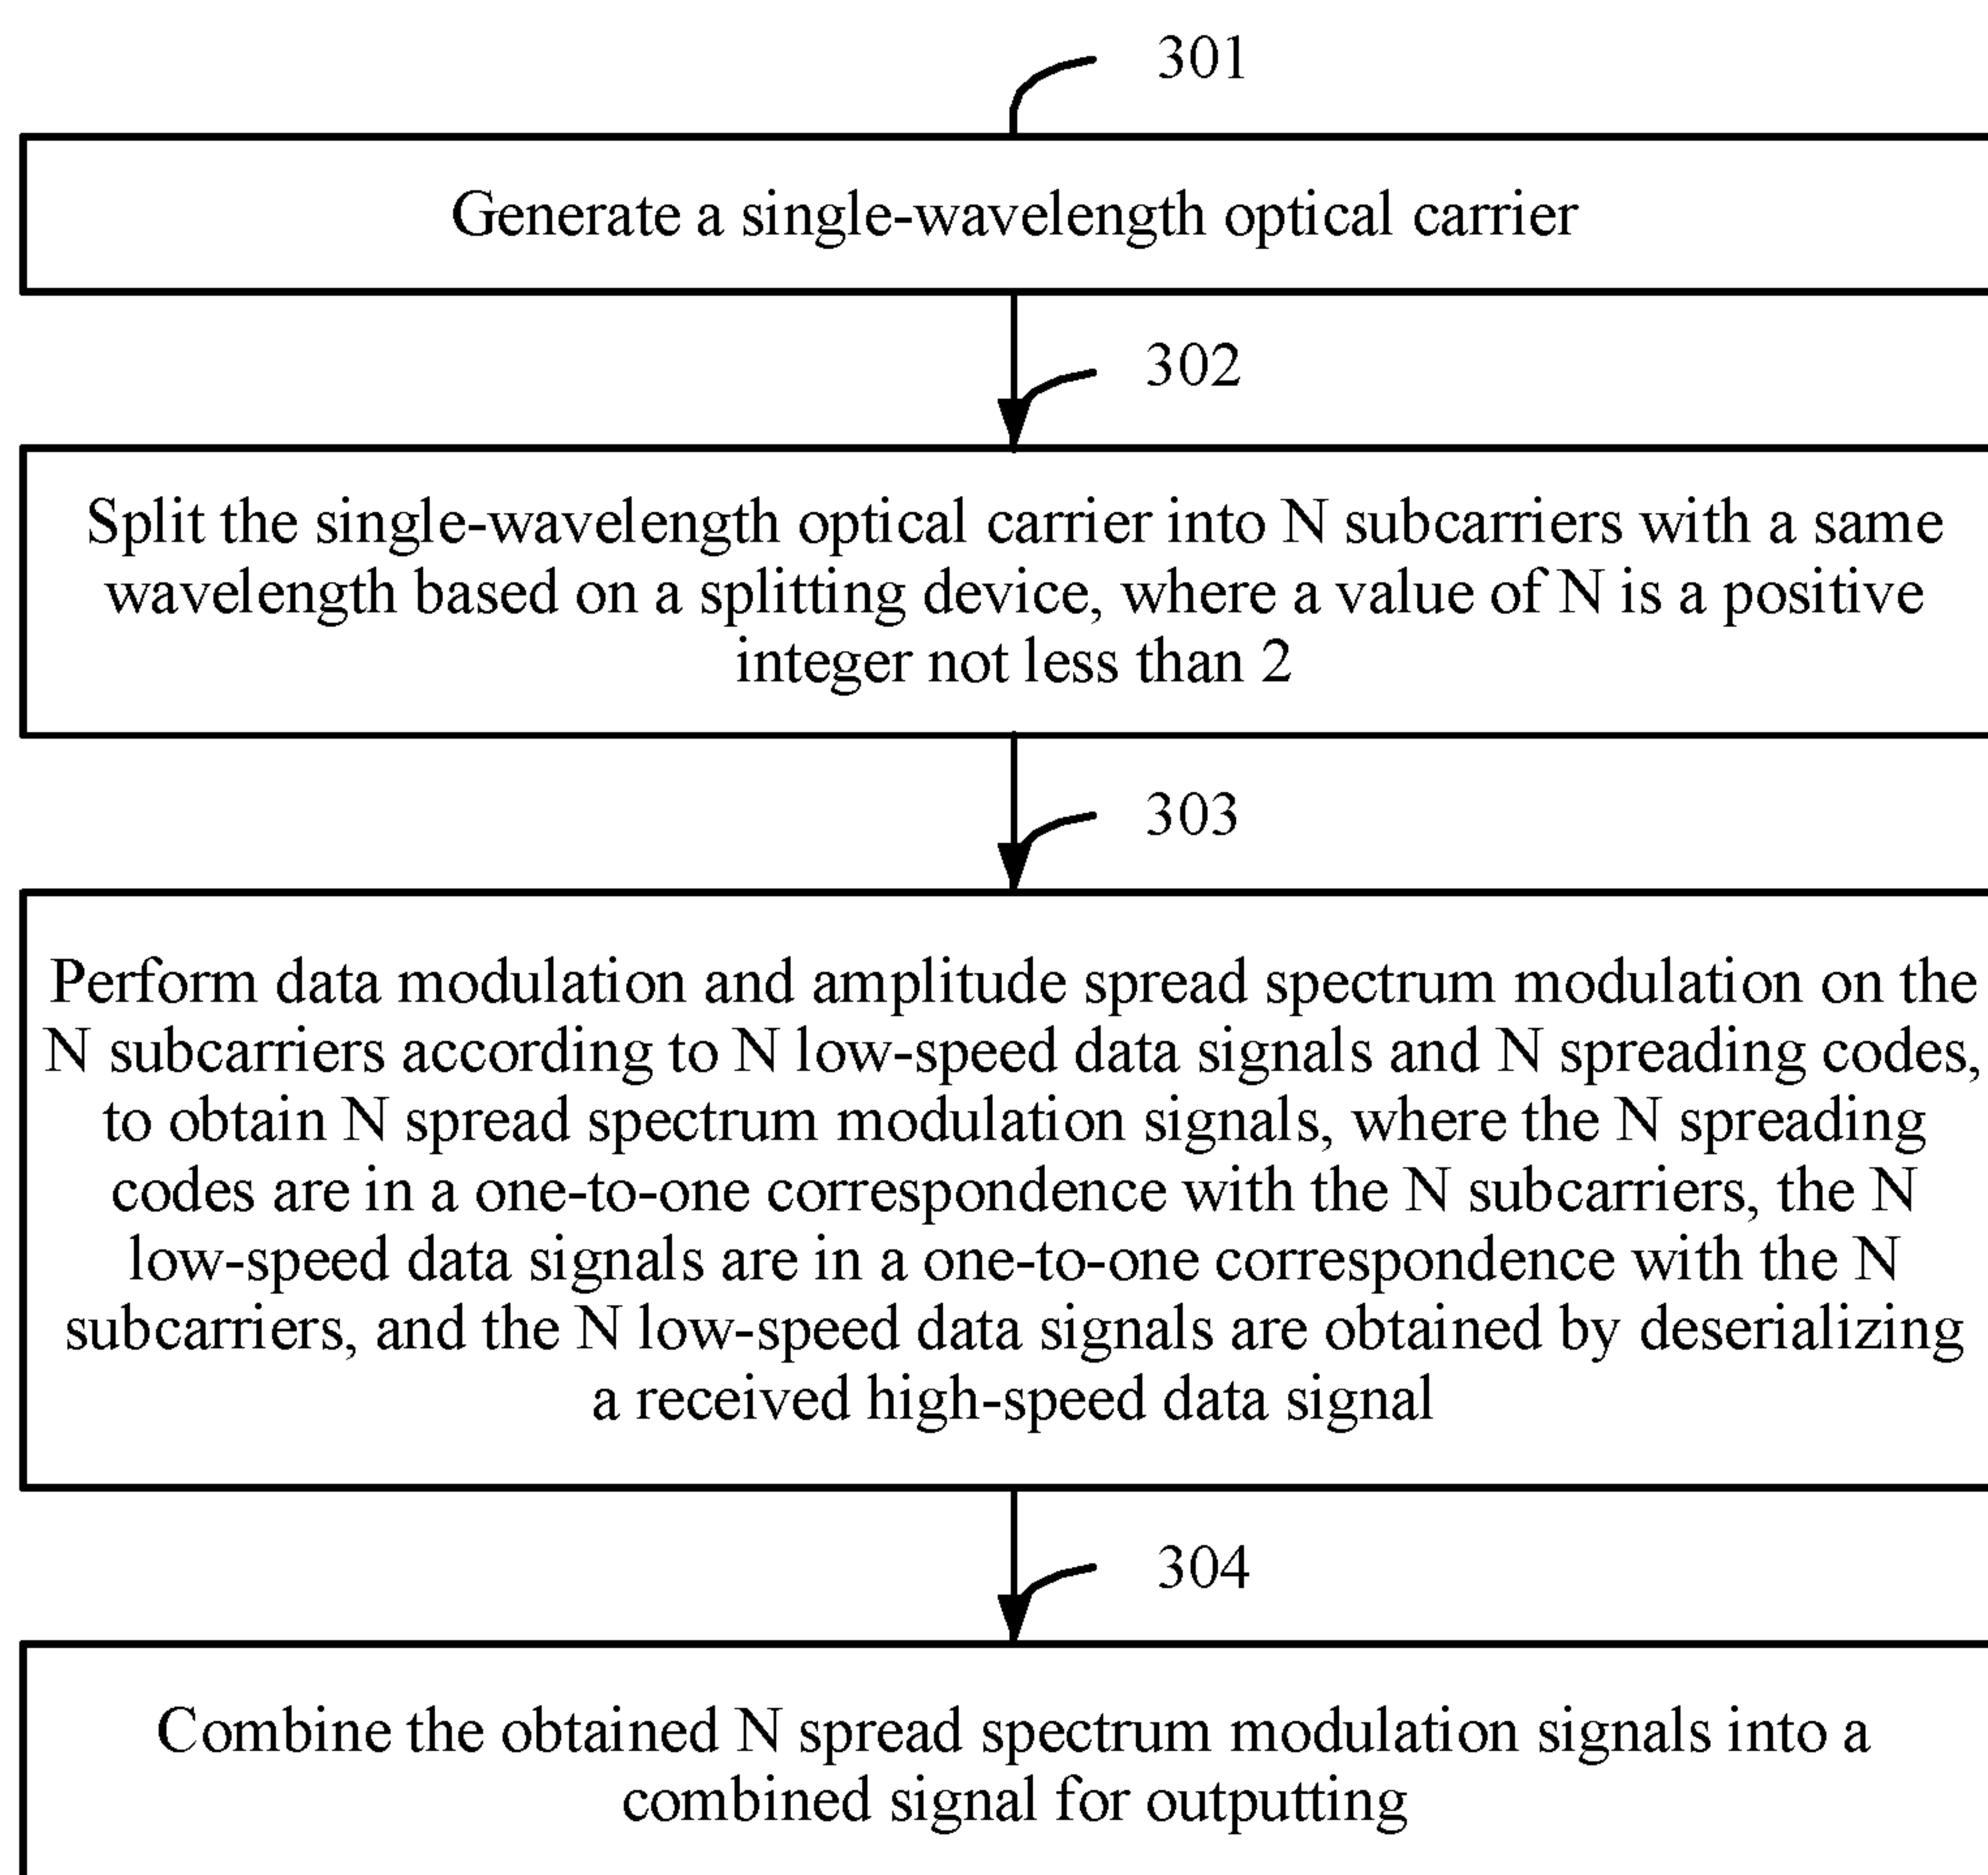 301
Generate a single-wavelength optical carrier
302
Split the single-wavelength optical carrier into N subcarriers with a same
wavelength based on a splitting device, where a value of N is a positive
integer not less than 2
303
Perform data modulation and amplitude spread spectrum modulation on the
N subcarriers according to N low-speed data signals and N spreading codes,
to obtain N spread spectrum modulation signals, where the N spreading
codes are in a one-to-one correspondence with the N subcarriers, the N
low-speed data signals are in a one-to-one correspondence with the N
subcarriers, and the N low-speed data signals are obtained by deserializing
a received high-speed data signal
304
Combine the obtained N spread spectrum modulation signals into a
combined signal for outputting